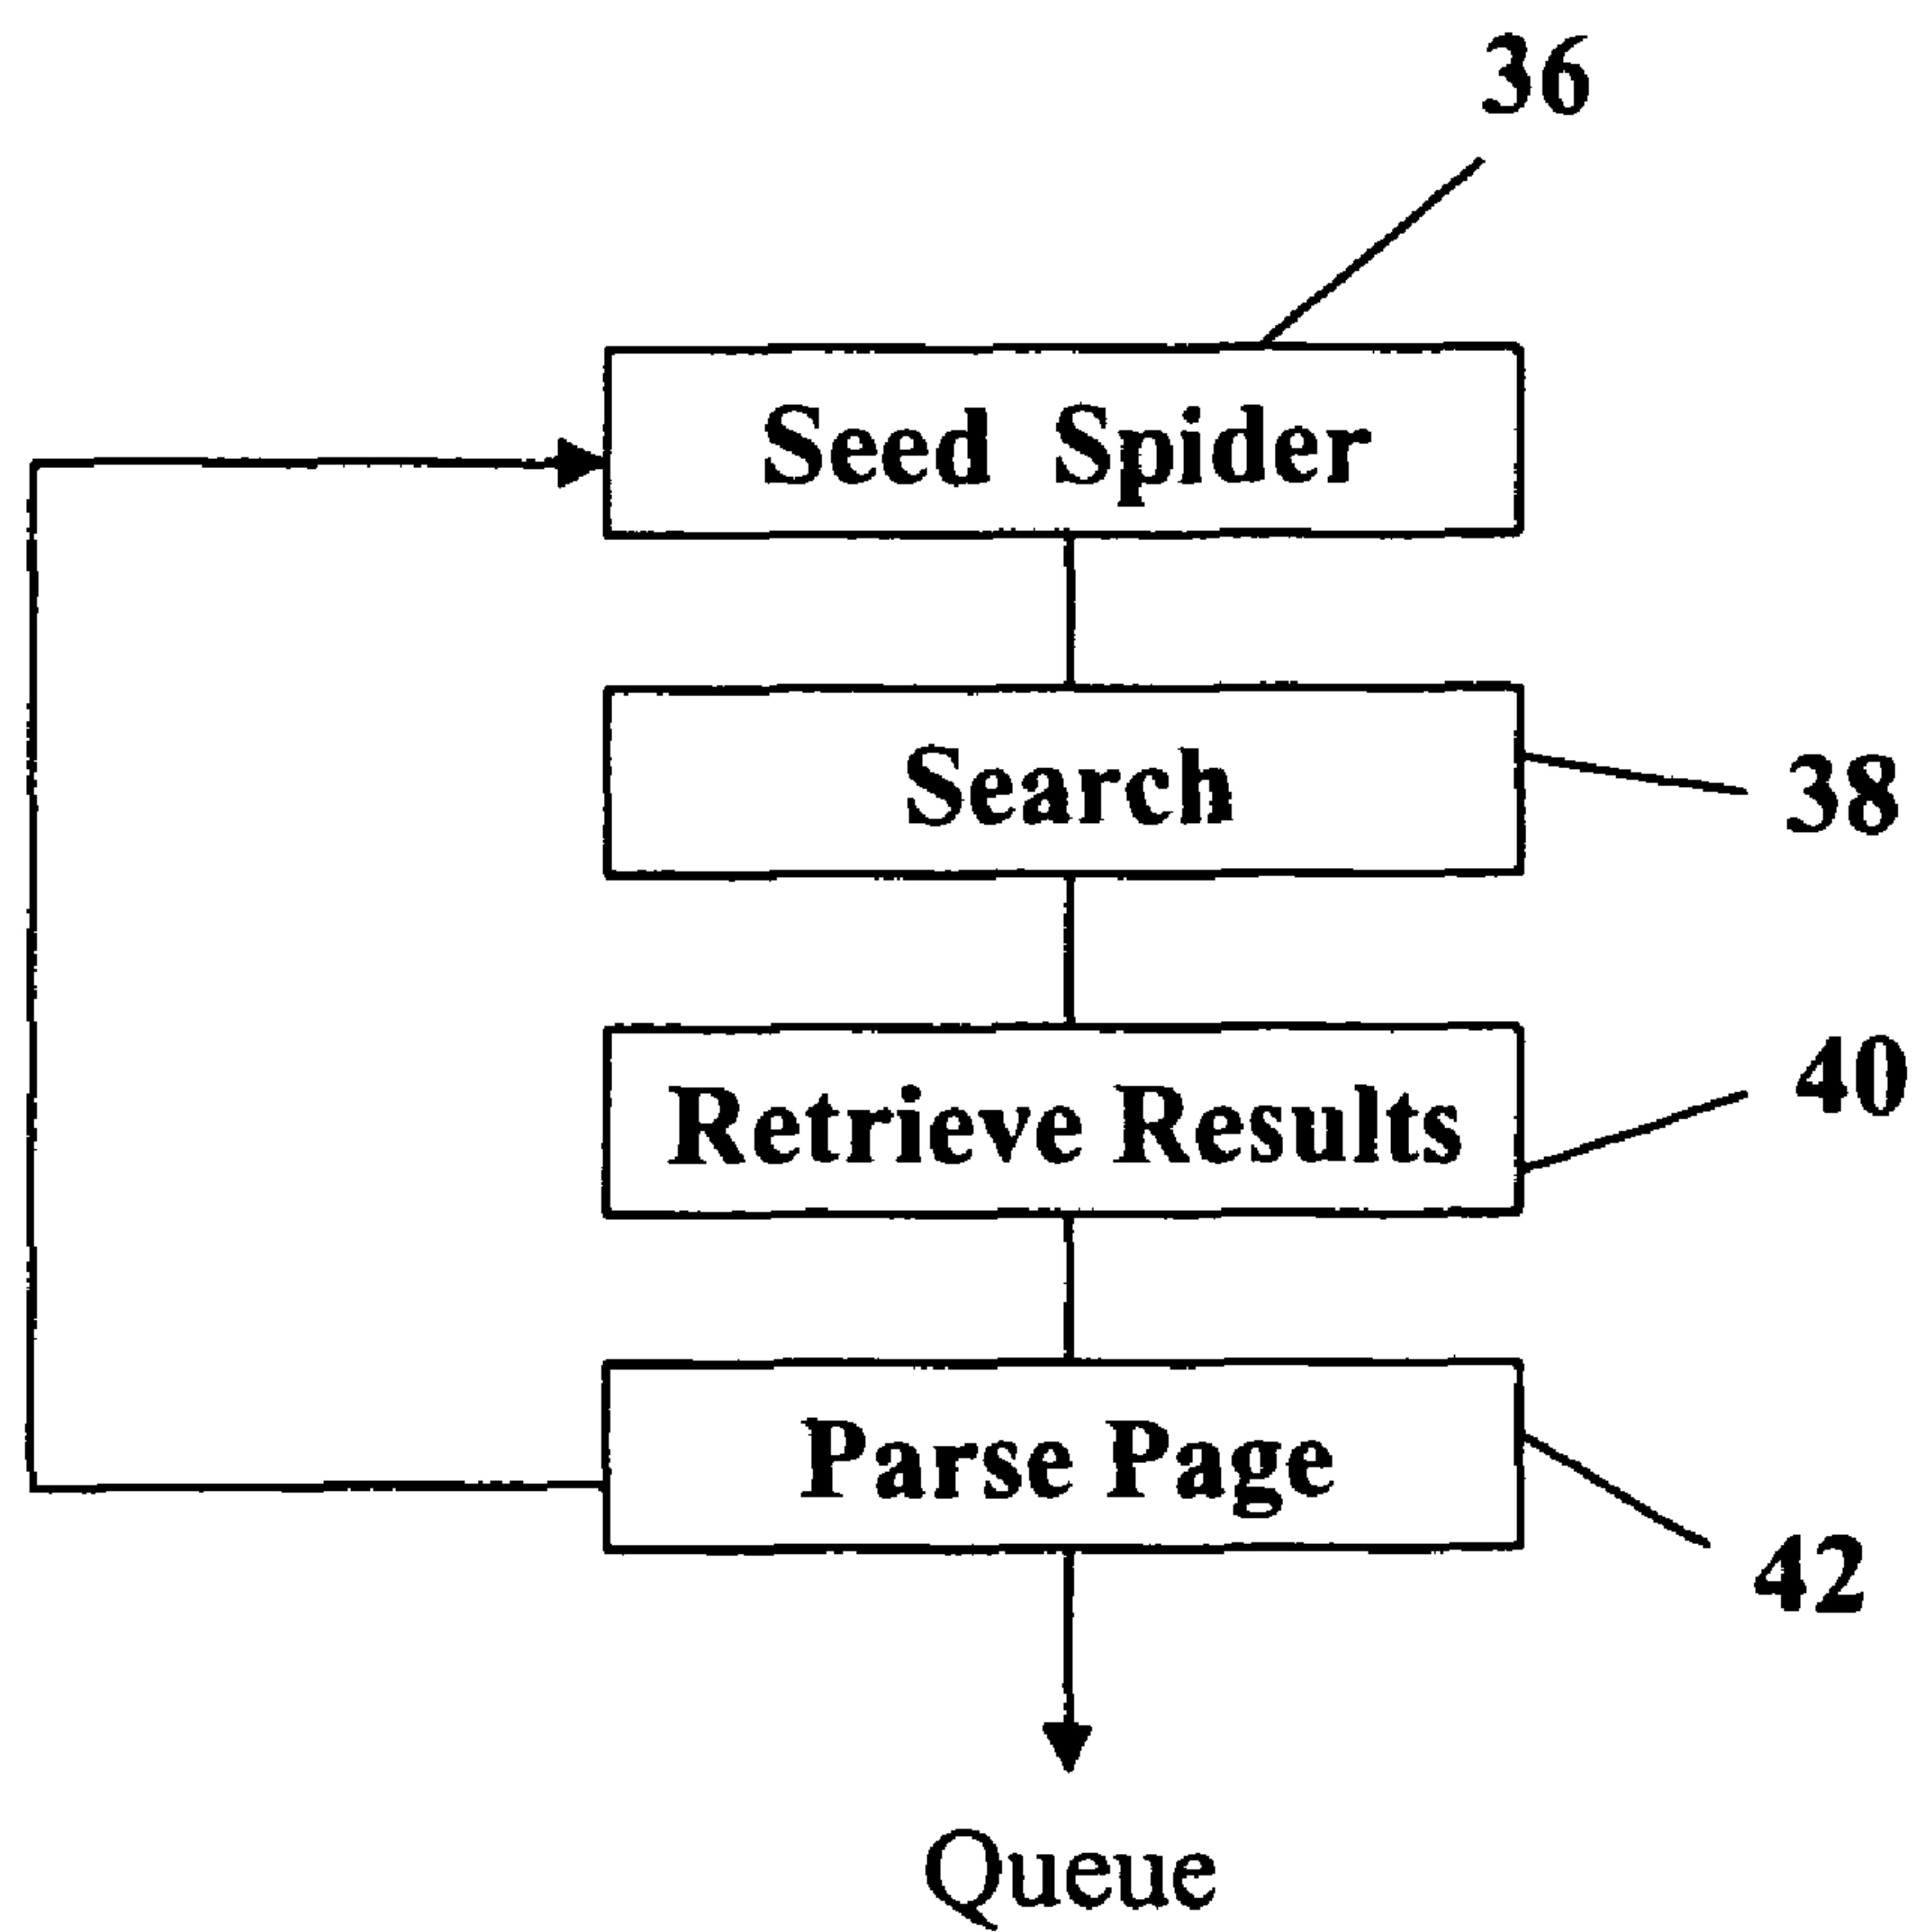 36
Seed Spider
Search
38
Retrieve Results
40
Parse Page
42
Queue